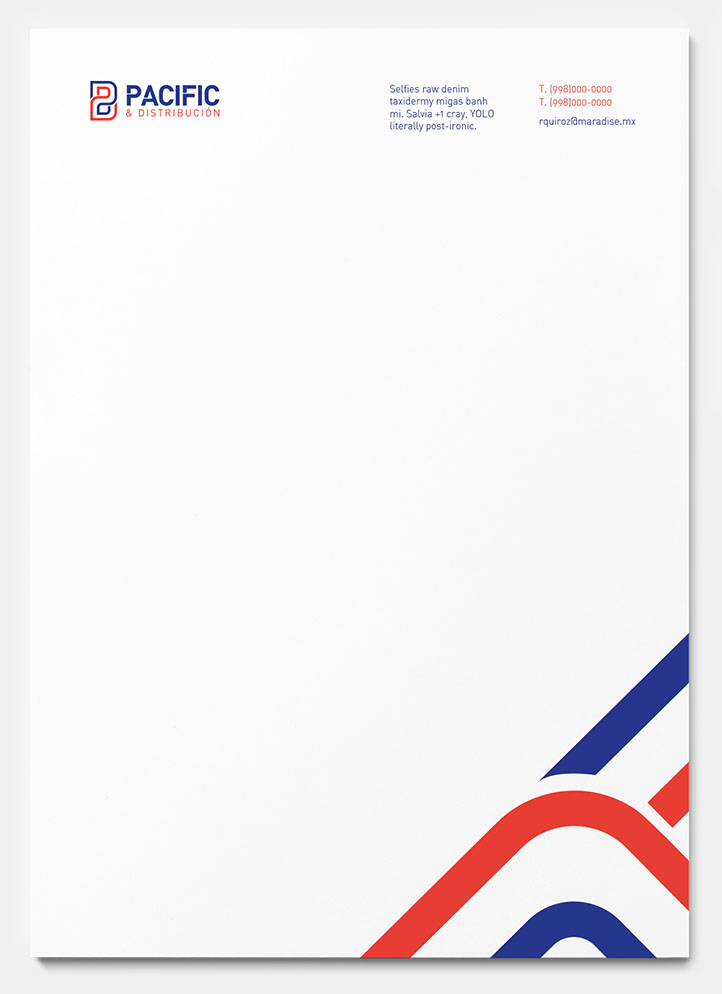 PACIFIC
& DISTRIBUCIÓN
Selfies raw denim
taxidermy migas banh
mi. Salvia +1 cray, YOLO
literally post-ironic.
T. (998)000-0000
T. (998)000-0000
rquiroz@maradise.mx